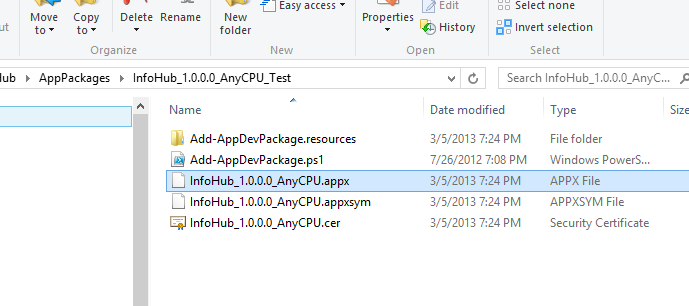 Move to
Copy to
Delete
Rename
New folder
Easy access
Properties
Edit
History
Select none
Invert selection
Organize
New
Open
Select
Hub
AppPackages
InfoHub_1.0.0.0_AnyCPU_Test
Search InfoHub_1.0.0.0_AnyC...
Name
Date modified
Type
Size
Add-AppDevPackage.resources 3/5/2013 7:24 PM File folder
Add-AppDevPackage.ps1 7/26/2012 7:08 PM Windows PowerS...
InfoHub_1.0.0.0_AnyCPU.appx 3/5/2013 7:24 PM APPX File
InfoHub_1.0.0.0_AnyCPU.appxsym 3/5/2013 7:24 PM APPXSYM File
InfoHub_1.0.0.0_AnyCPU.cer 3/5/2013 7:24 PM Security Certificate